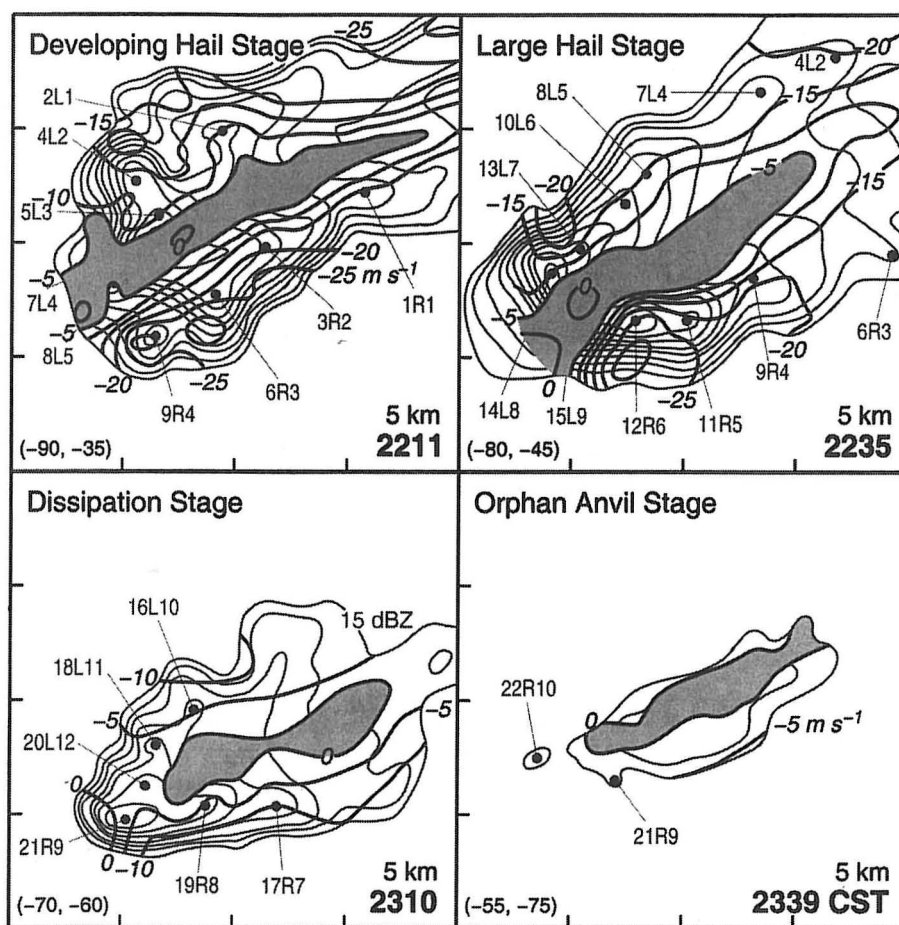 Developing Hail Stage
-25
2L1
-15
4L2
-10
5L3
0
-20
-5
-25 m s⁻¹
7L4
1R1
-5
3R2
8L5
6R3
-20
-25
9R4
5 km
(-90, -35)
2211
Large Hail Stage
-20
4L2
8L5
7L4
-15
10L6
13L7
-20
-5
-15
-15
0
6R3
-5
-20
9R4
14L8
0
15L9
-25
12R6
11R5
5 km
(-80, -45)
2235
Dissipation Stage
16L10
15 dBZ
18L11
-10
-5
0
-5
20L12
0
21R9
0
-10
19R8
17R7
5 km
(-70, -60)
2310
Orphan Anvil Stage
22R10
0
-5 m s⁻¹
21R9
5 km
(-55, -75)
2339 CST